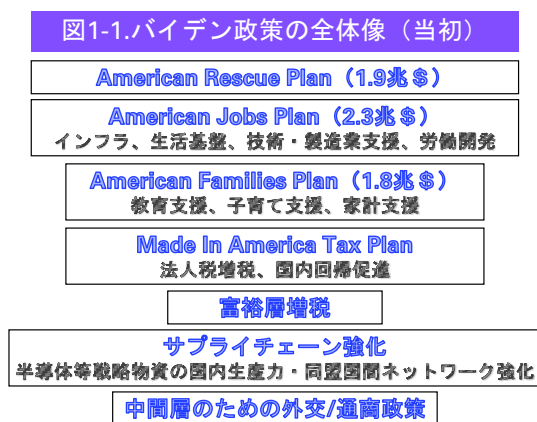 図1-1.バイデン政策の全体像（当初）
American Rescue Plan（1.9兆＄）
American Jobs Plan（2.3兆＄）
インフラ、生活基盤、技術・製造業支援、労働開発
American Families Plan（1.8兆＄）
教育支援、子育て支援、家計支援
Made In America Tax Plan
法人税増税、国内回帰促進
富裕層増税
サプライチェーン強化
半導体等戦略物資の国内生産力・同盟国間ネットワーク強化
中間層のための外交/通商政策